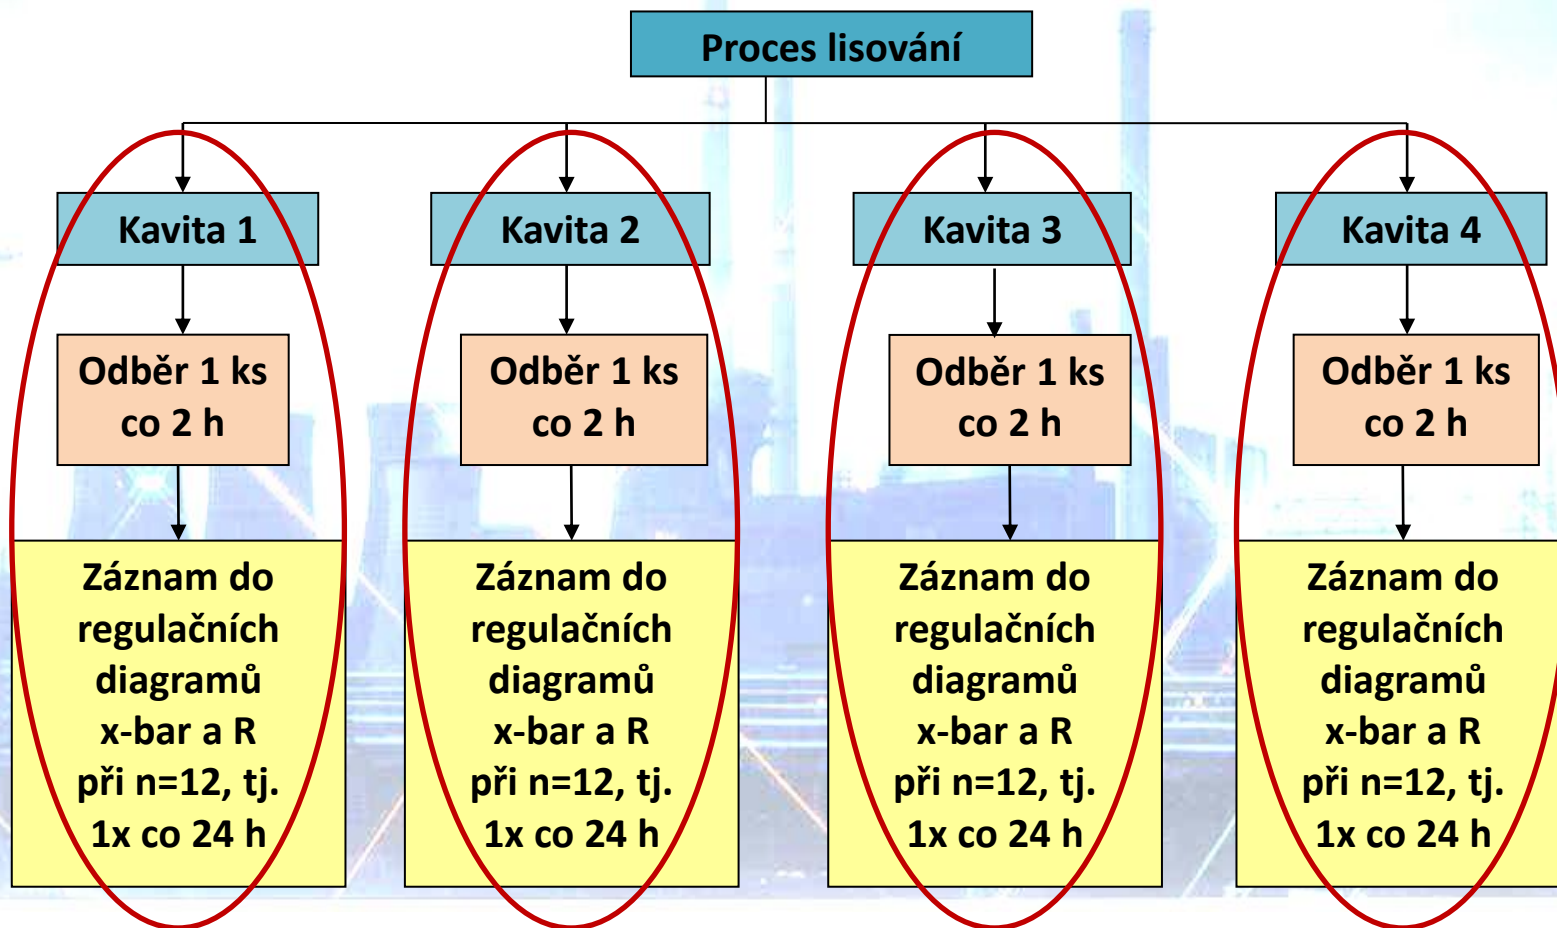 Proces lisování
Kavita 1
Kavita 2
Kavita 3
Kavita 4
Odběr 1 ks
co 2 h
Odběr 1 ks
co 2 h
Odběr 1 ks
co 2 h
Odběr 1 ks
co 2 h
Záznam do
regulačních
diagramů
x-bar a R
při n=12, tj.
1x co 24 h
Záznam do
regulačních
diagramů
x-bar a R
při n=12, tj.
1x co 24 h
Záznam do
regulačních
diagramů
x-bar a R
při n=12, tj.
1x co 24 h
Záznam do
regulačních
diagramů
x-bar a R
při n=12, tj.
1x co 24 h